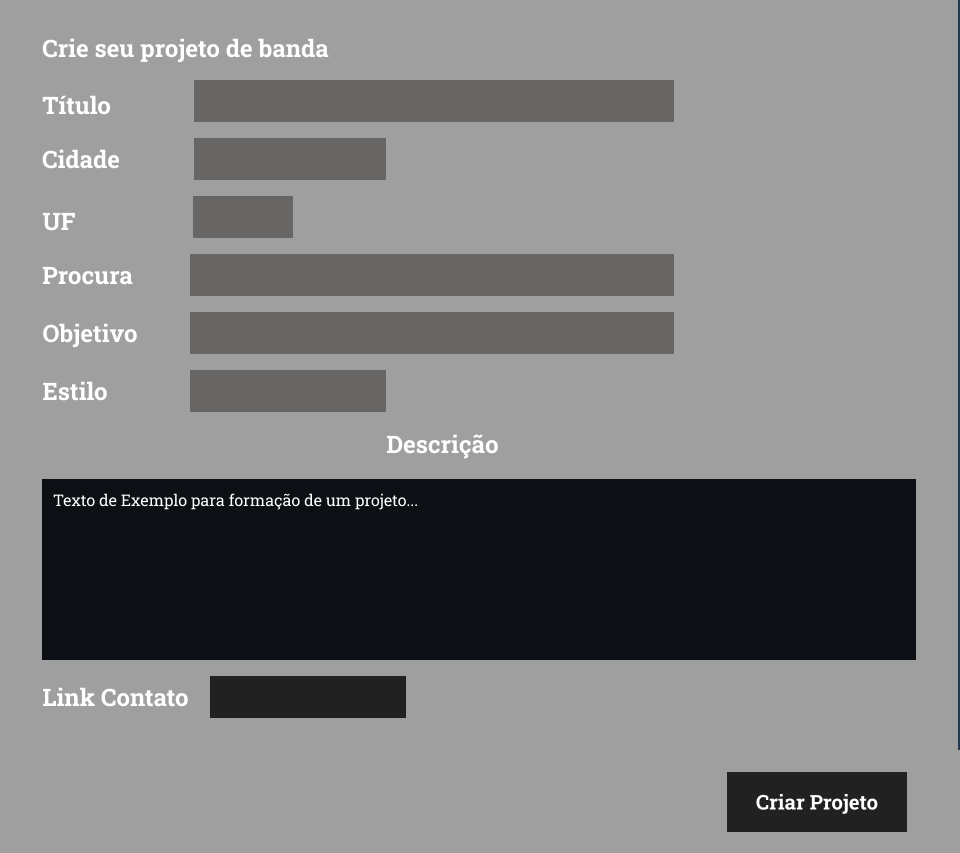 Crie seu projeto de banda
Título
Cidade
UF
Procura
Objetivo
Estilo
Descrição
Texto de Exemplo para formação de um projeto...
Link Contato
Criar Projeto